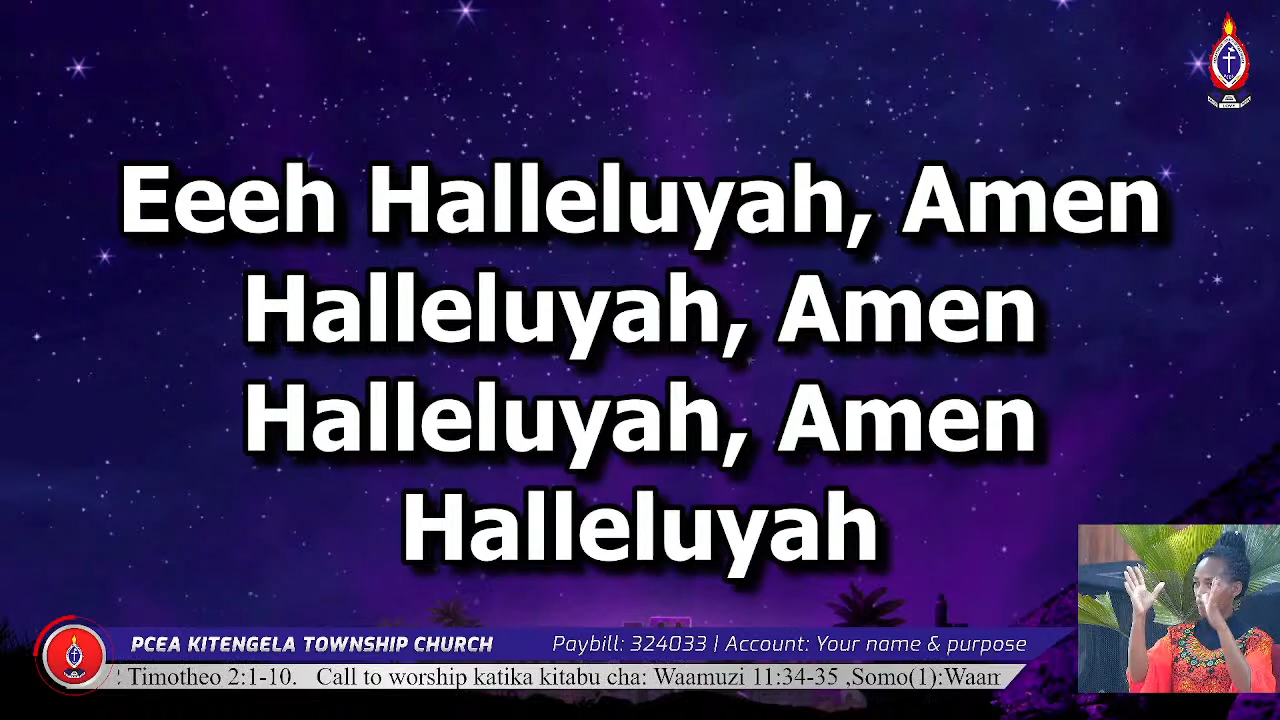 Eeeh Halleluyah, Amen
Halleluyah, Amen
Halleluyah, Amen
Halleluyah
PCEA KITENGELA TOWNSHIP CHURCH
Paybill: 324033 | Account: Your name & purpose
Timotheo 2:1-10. Call to worship katika kitabu cha: Waamuzi 11:34-35 ,Somo(1):Waam